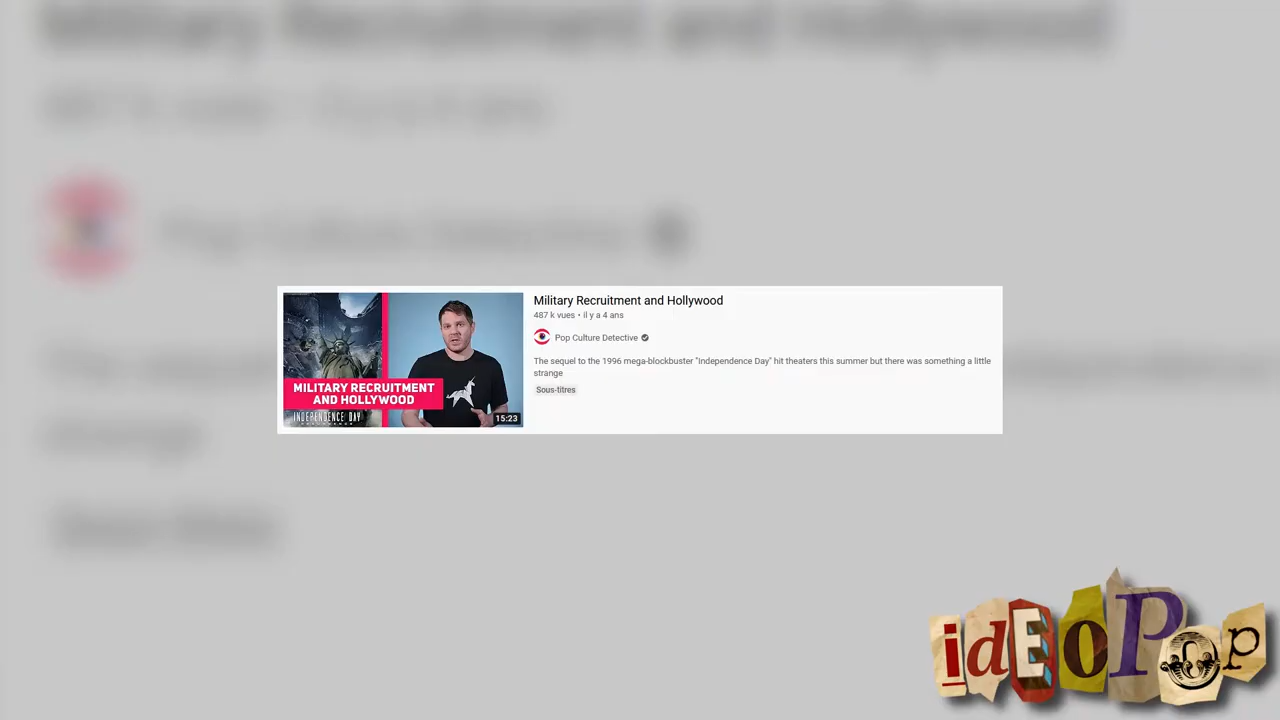 Military Recruitment and Hollywood
487 k vues • il y a 4 ans
Pop Culture Detective
The sequel to the 1996 mega-blockbuster "Independence Day" hit theaters this summer but there was something a little
strange
Sous-titres
MILITARY RECRUITMENT
AND HOLLYWOOD
INDEPENDENCE DAY
15:23
idEoPop